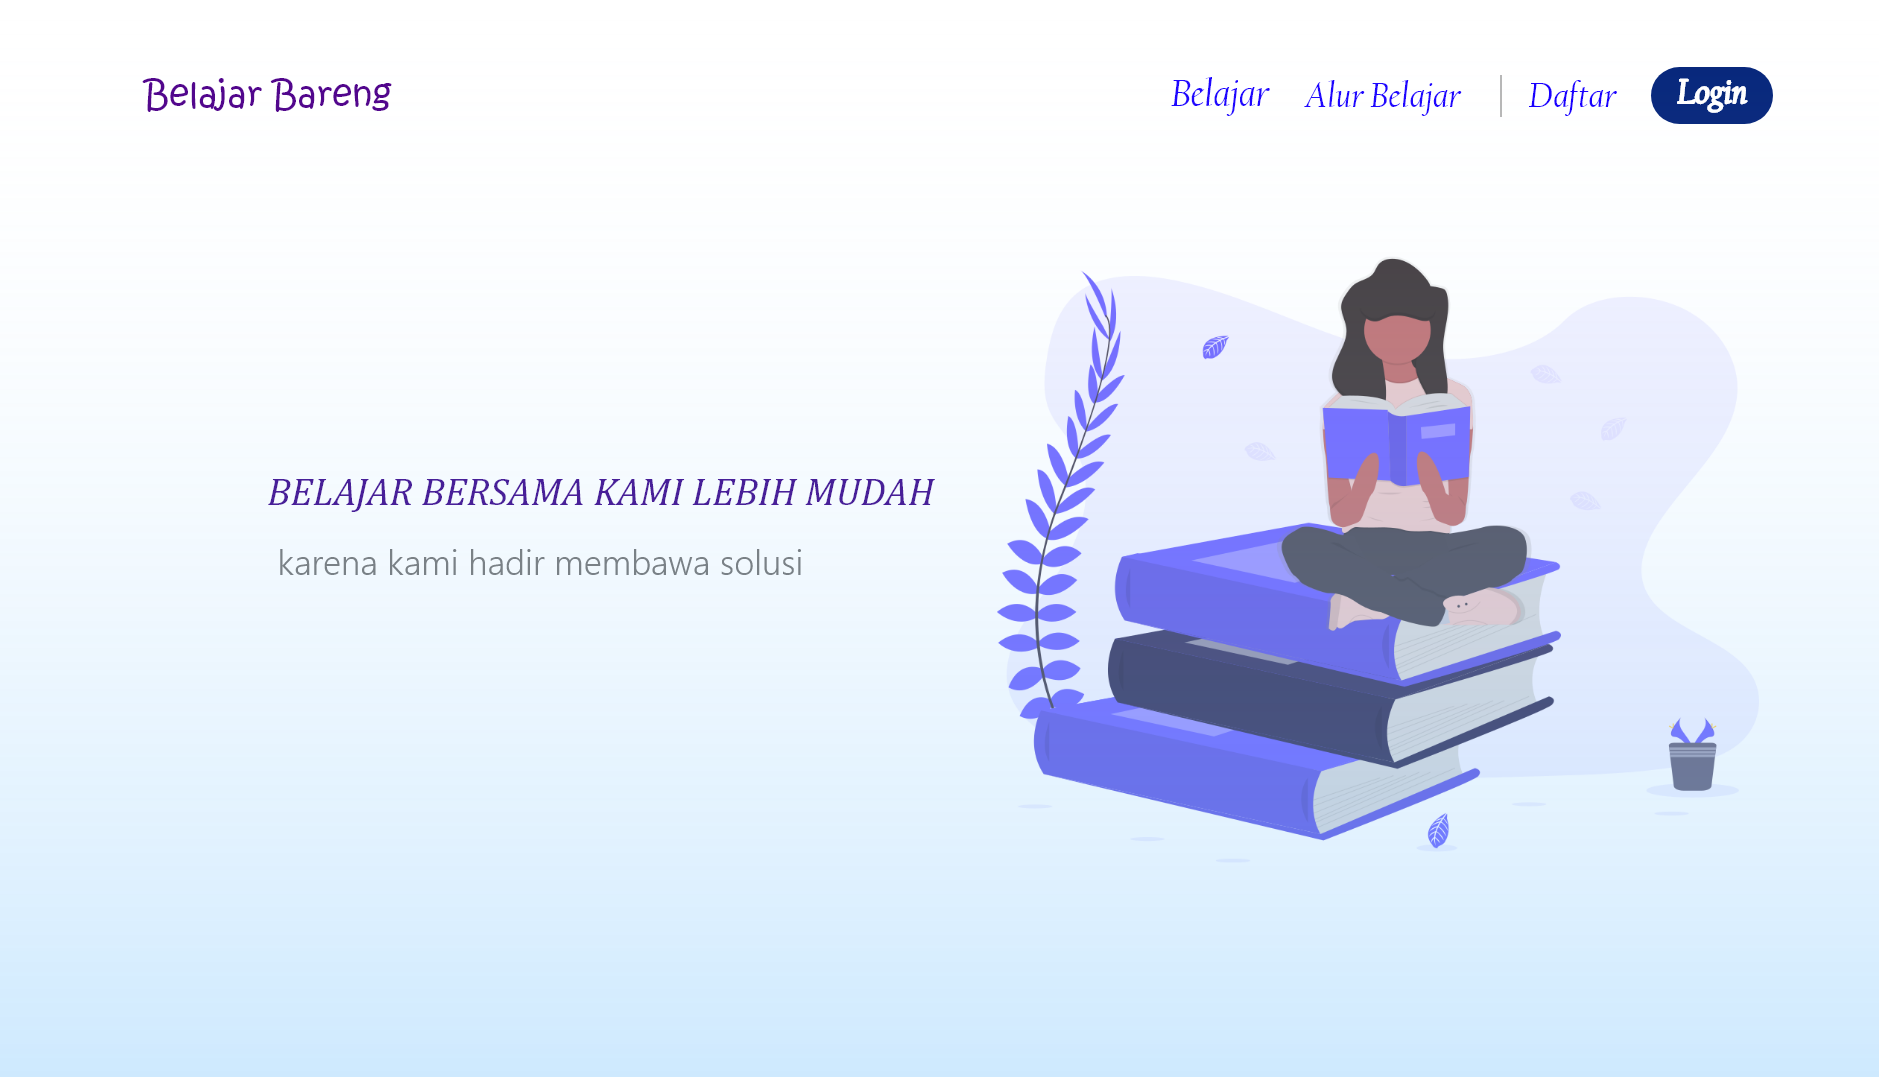 Belajar Bareng
Belajar Alur Belajar Daftar Login
BELAJAR BERSAMA KAMI LEBIH MUDAH
karena kami hadir membawa solusi